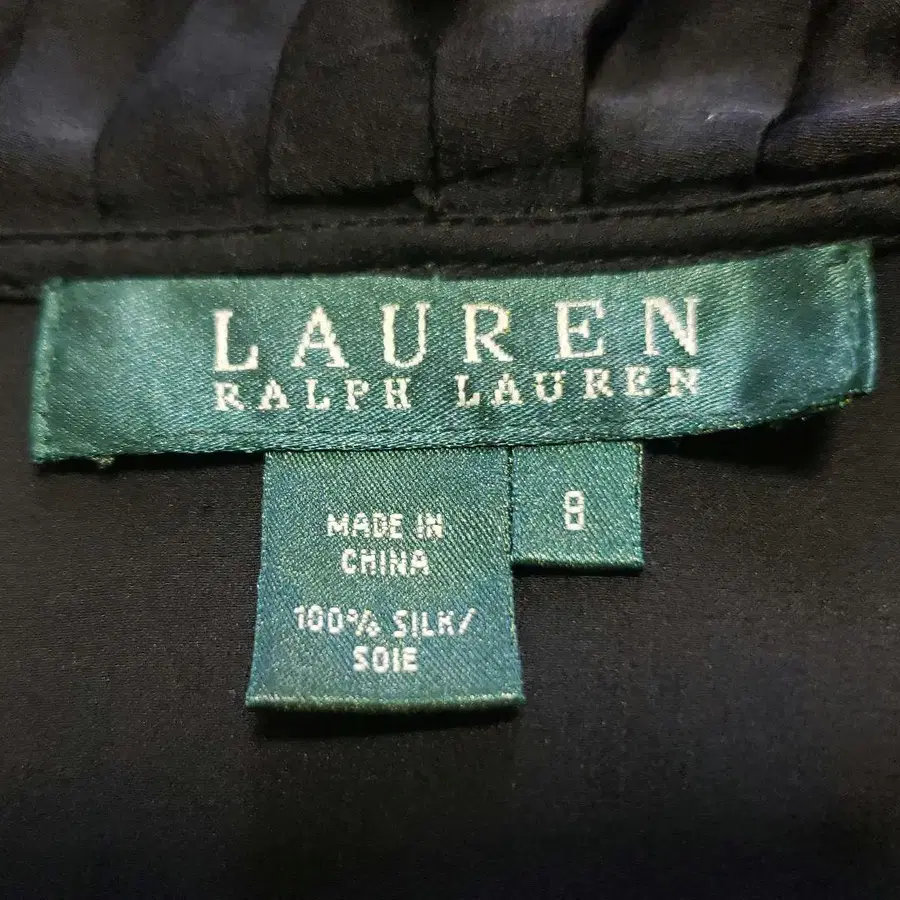 LAUREN
RALPH LAUREN
8
MADE IN
CHINA
100% SILK/
SOIE